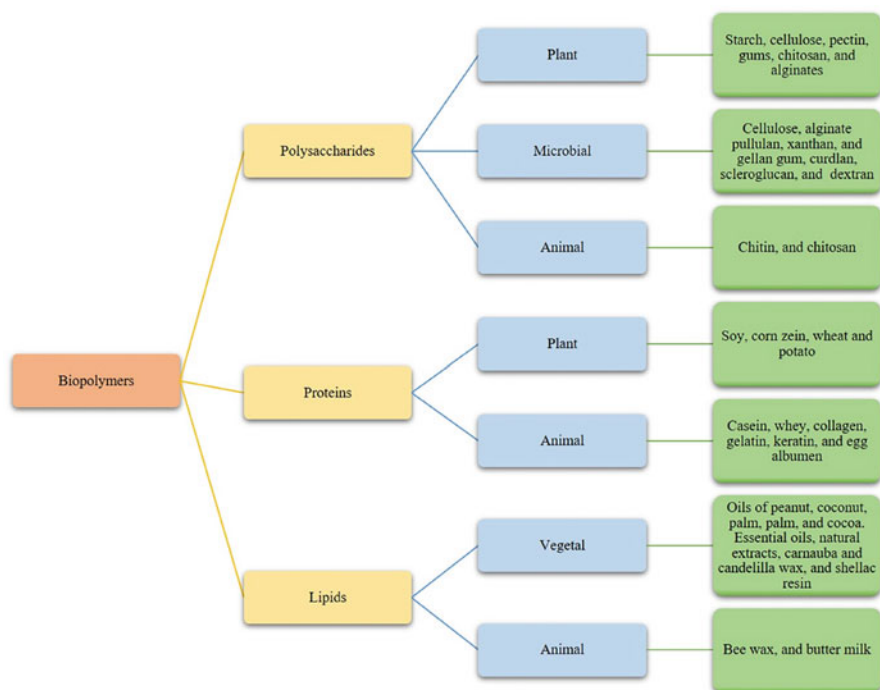 Biopolymers
Polysaccharides
Plant
Starch, cellulose, pectin,
gums, chitosan, and
alginates
Microbial
Cellulose, alginate
pullulan, xanthan, and
gellan gum, curdlan,
scleroglucan, and dextran
Animal
Chitin, and chitosan
Proteins
Plant
Soy, corn zein, wheat and
potato
Animal
Casein, whey, collagen,
gelatin, keratin, and egg
albumen
Lipids
Vegetal
Oils of peanut, coconut,
palm, palm, and cocoa.
Essential oils, natural
extracts, carnauba and
candelilla wax, and shellac
resin
Animal
Bee wax, and butter milk